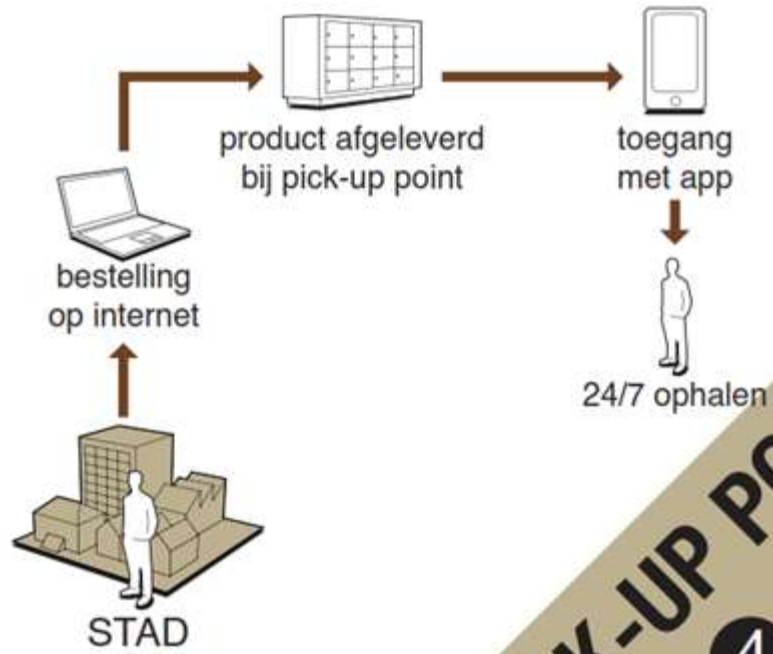 product afgeleverd
bij pick-up point
toegang
met app
bestelling
op internet
24/7 ophalen
STAD
K-UP PO
4